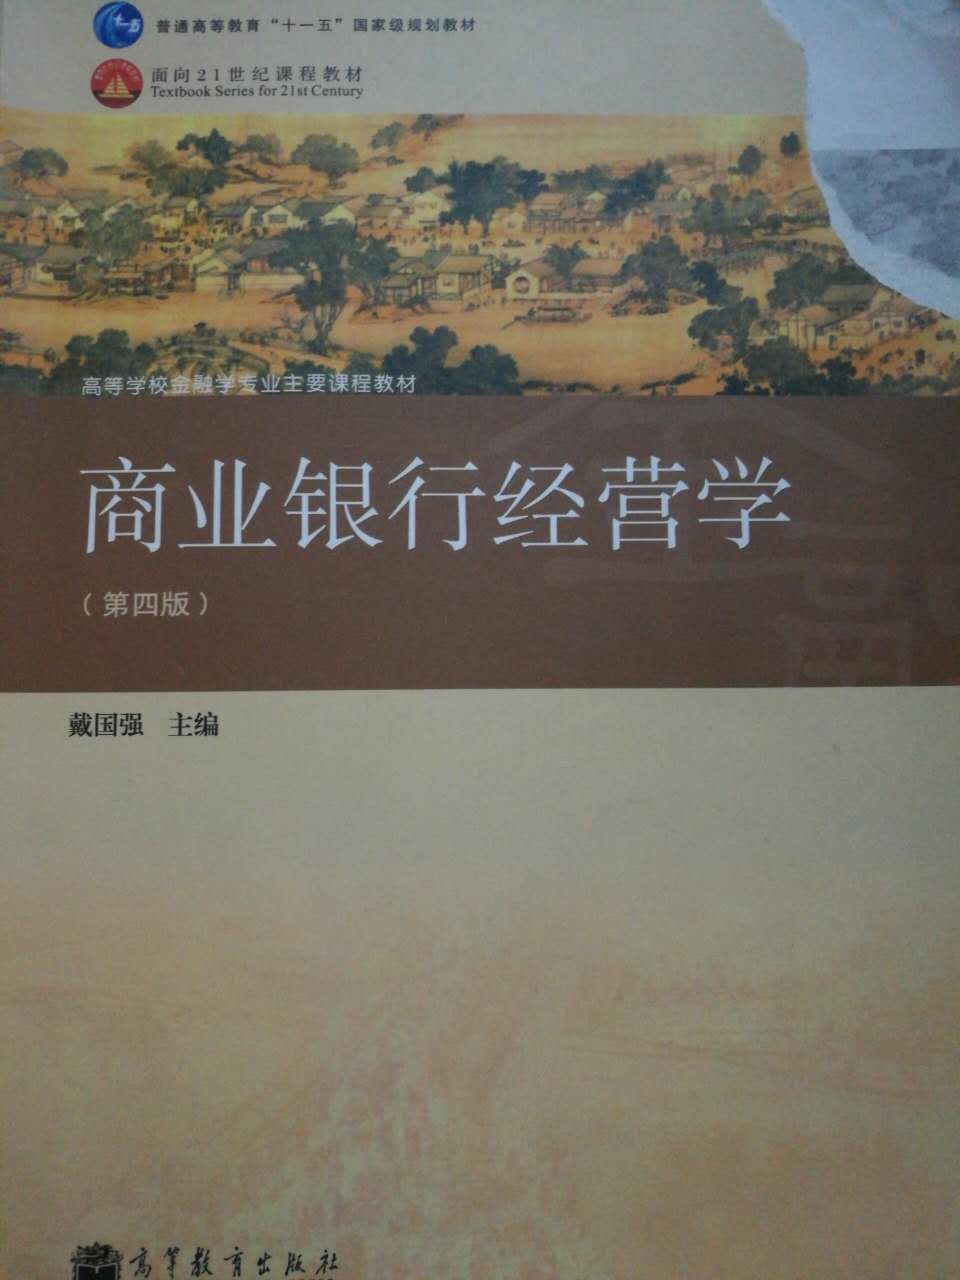 普通高等教育“十一五”国家级规划教材
面向21世纪课程教材
Textbook Series for 21st Century
高等学校金融学专业主要课程教材
商业银行经营学
（第四版）
戴国强 主编
高等教育出版社